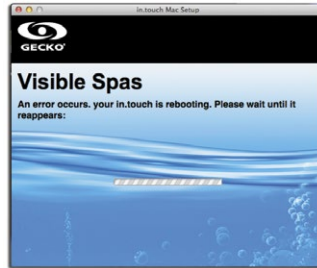 in.touch Mac Setup
GECKO
Visible Spas
An error occurs. your in.touch is rebooting. Please wait until it
reappears: